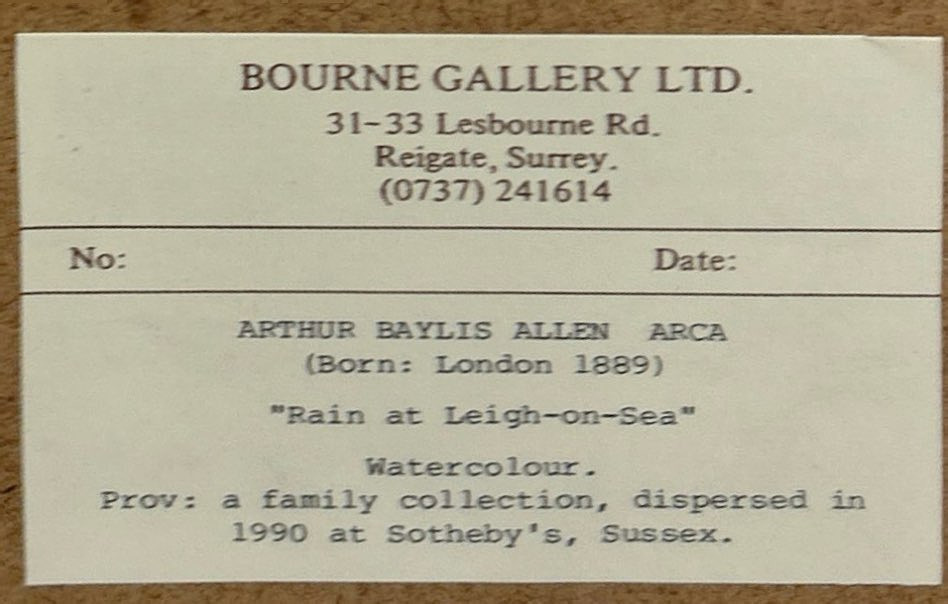 BOURNE GALLERY LTD.
31-33 Lesbourne Rd.
Reigate, Surrey.
(0737) 241614
No: Date:
ARTHUR BAYLIS ALLEN ARCA
(Born: London 1889)
"Rain at Leigh-on-Sea"
Watercolour.
Prov: a family collection, dispersed in
1990 at Sotheby's, Sussex.